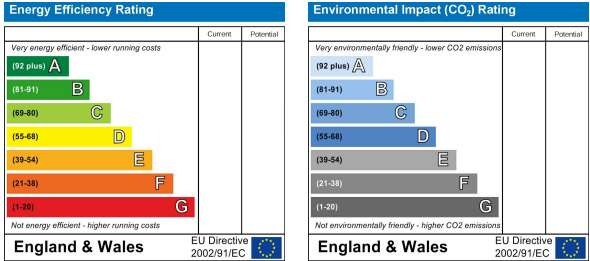 Energy Efficiency Rating
Current Potential
Very energy efficient - lower running costs
(92 plus) A
(81-91) B
(69-80) C
(55-68) D
(39-54) E
(21-38) F
(1-20) G
Not energy efficient - higher running costs
England & Wales
EU Directive
2002/91/EC
Environmental Impact (CO₂) Rating
Current Potential
Very environmentally friendly - lower CO2 emissions
(92 plus) A
(81-91) B
(69-80) C
(55-68) D
(39-54) E
(21-38) F
(1-20) G
Not environmentally friendly - higher CO2 emissions
England & Wales
EU Directive
2002/91/EC